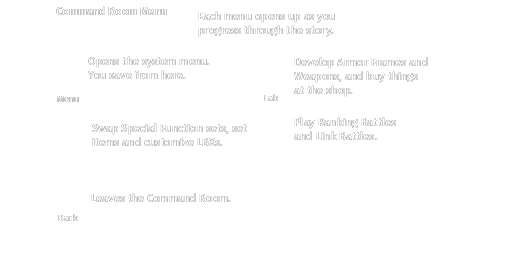 Command Room Menu
Each menu opens up as you
progress through the story.
Opens the system menu.
You save from here.
Menu
Develop Armor Frames and
Weapons, and buy things
at the shop.
Lab
Swap Special Function sets, set
items and customize LBXs.
Play Ranking Battles
and Link Battles.
Leaves the Command Room.
Back